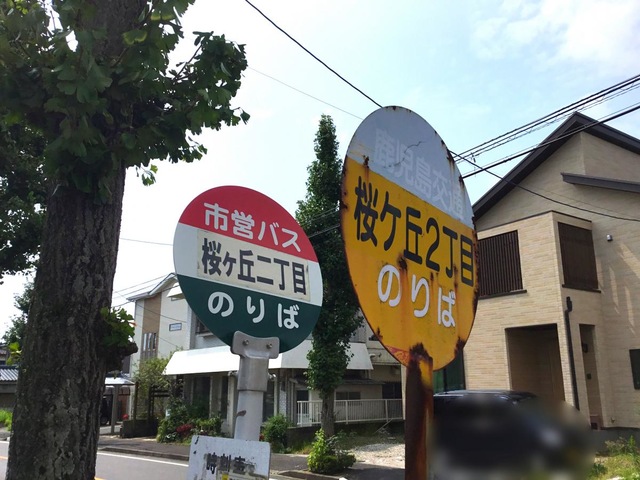 市営バス
桜ヶ丘二丁目
のりば
時刻表
鹿児島交通
桜ケ丘2丁目
のりば